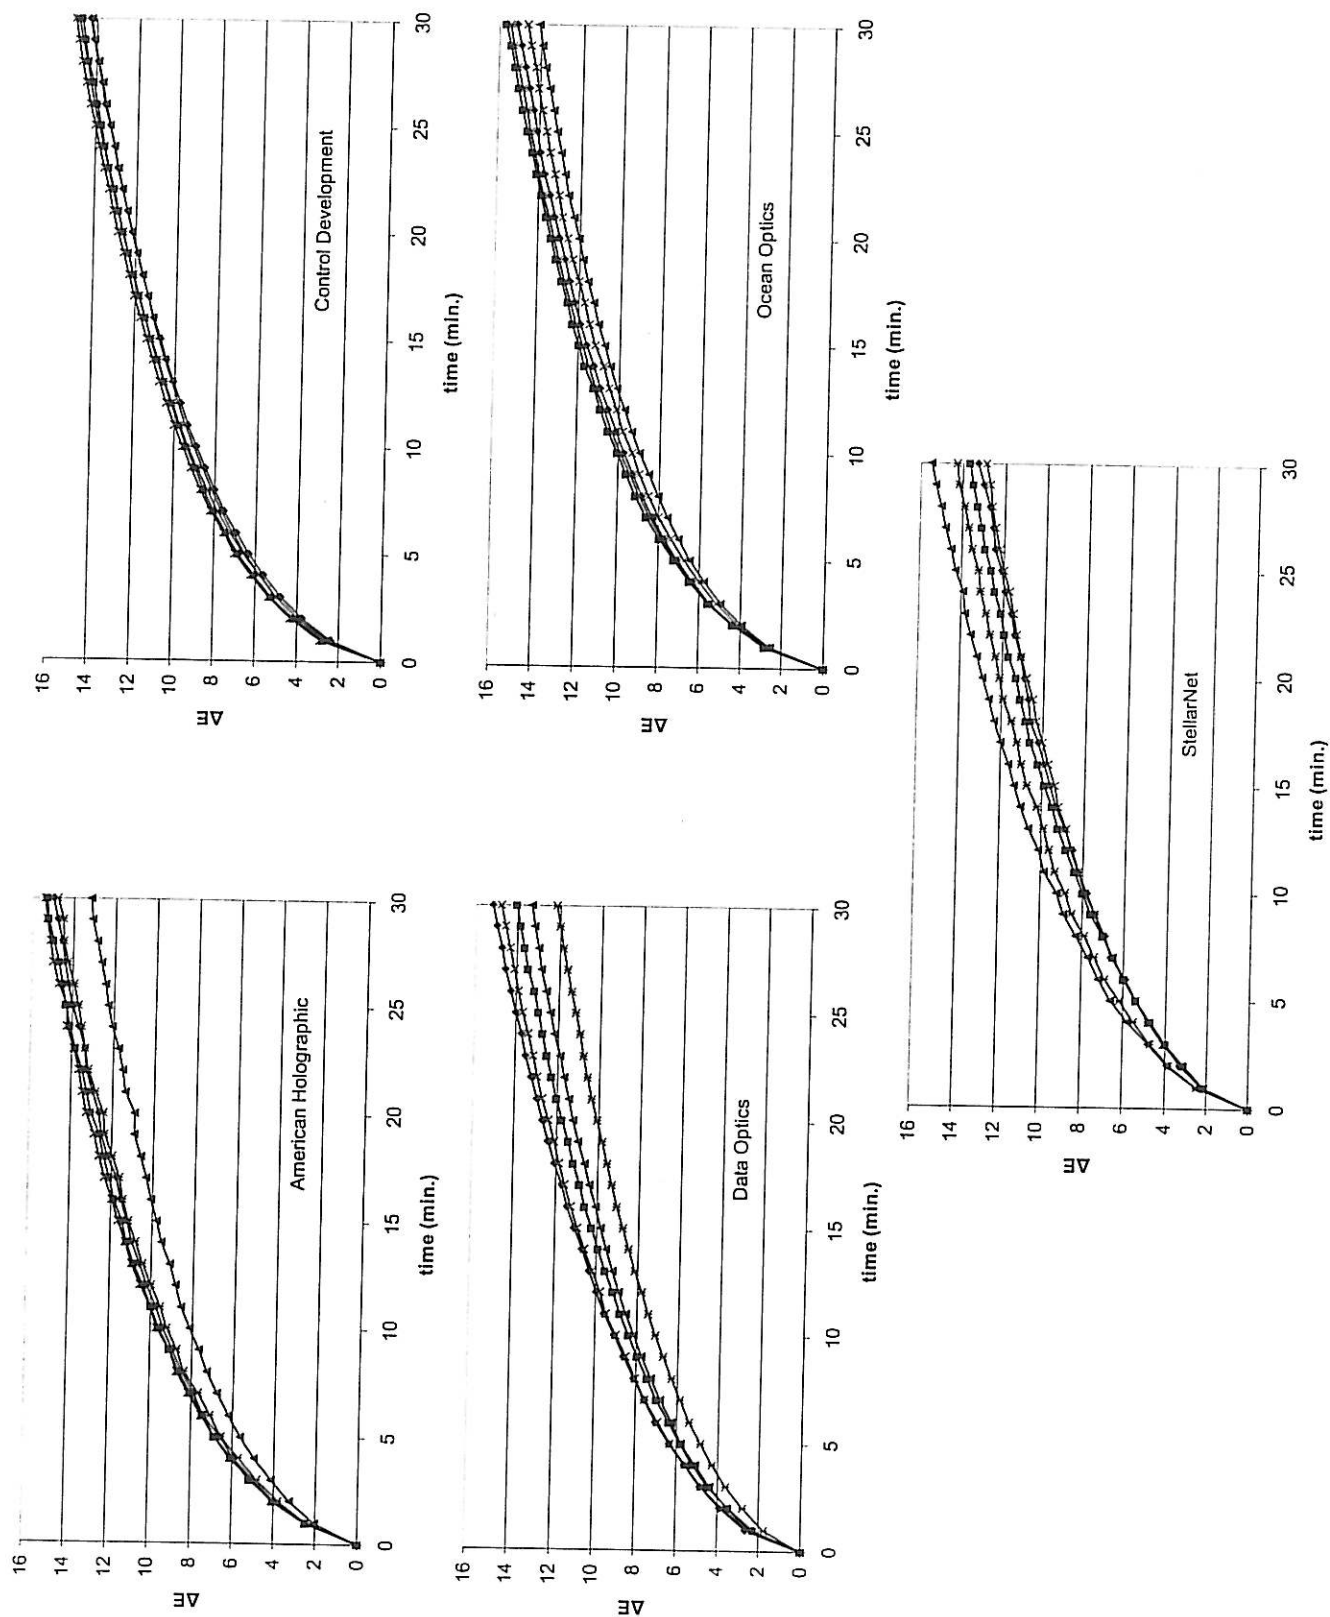 16
14
12
10
8
6
4
2
0
ΔE
American Holographic
0 5 10 15 20 25 30
time (min.)
16
14
12
10
8
6
4
2
0
ΔE
Control Development
0 5 10 15 20 25 30
time (min.)
16
14
12
10
8
6
4
2
0
ΔE
Data Optics
0 5 10 15 20 25 30
time (min.)
16
14
12
10
8
6
4
2
0
ΔE
Ocean Optics
0 5 10 15 20 25 30
time (min.)
16
14
12
10
8
6
4
2
0
ΔE
StellarNet
0 5 10 15 20 25 30
time (min.)